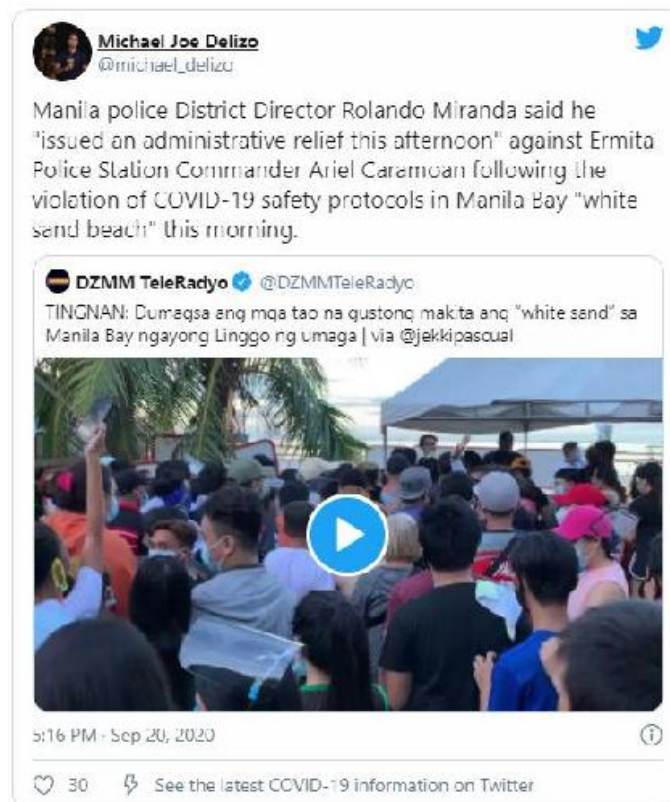 Michael Joe Delizo
@michael_delizo
Manila police District Director Rolando Miranda said he
"issued an administrative relief this afternoon" against Ermita
Police Station Commander Ariel Caramoan following the
violation of COVID-19 safety protocols in Manila Bay "white
sand beach" this morning.
DZMM TeleRadyo @DZMMTeleRadyo
TINGNAN: Dumagsa ang mga tao na gustong makita ang "white sand" sa
Manila Bay ngayong Linggo ng umaga | via @jekkipascual
5:16 PM · Sep 20, 2020
30 See the latest COVID-19 information on Twitter